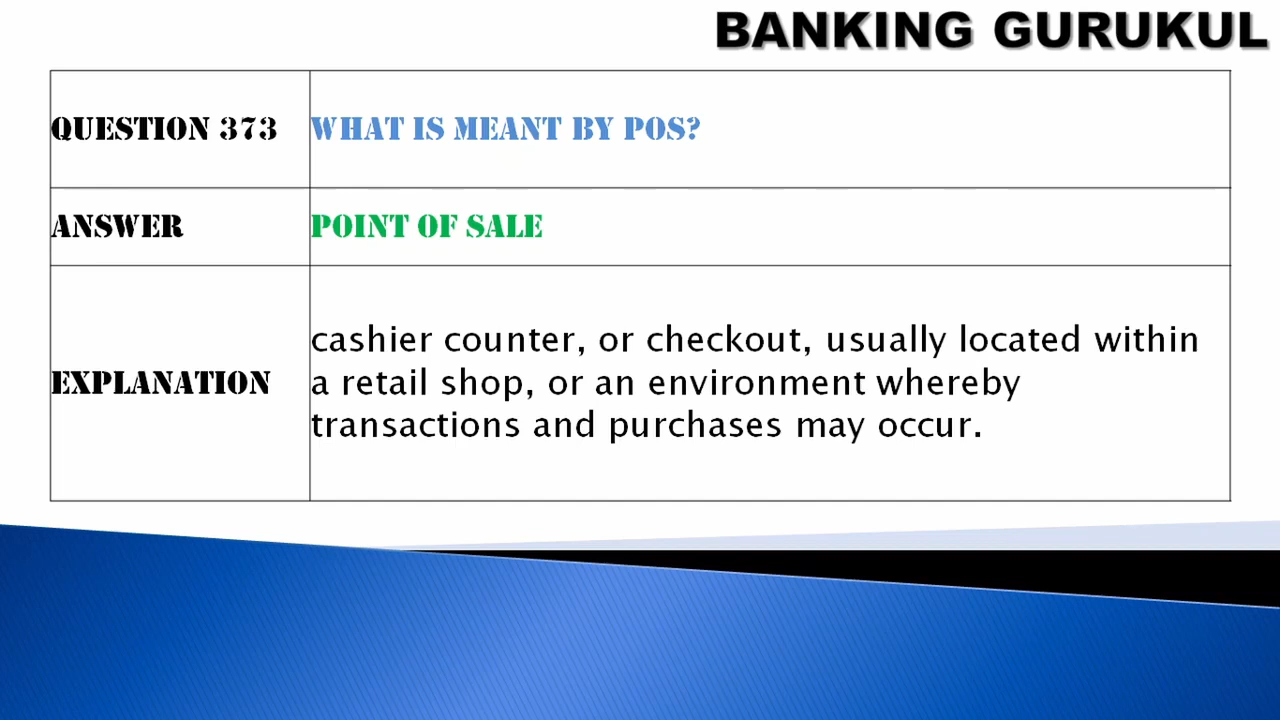 BANKING GURUKUL
QUESTION 373
WHAT IS MEANT BY POS?
ANSWER
POINT OF SALE
EXPLANATION
cashier counter, or checkout, usually located within
a retail shop, or an environment whereby
transactions and purchases may occur.